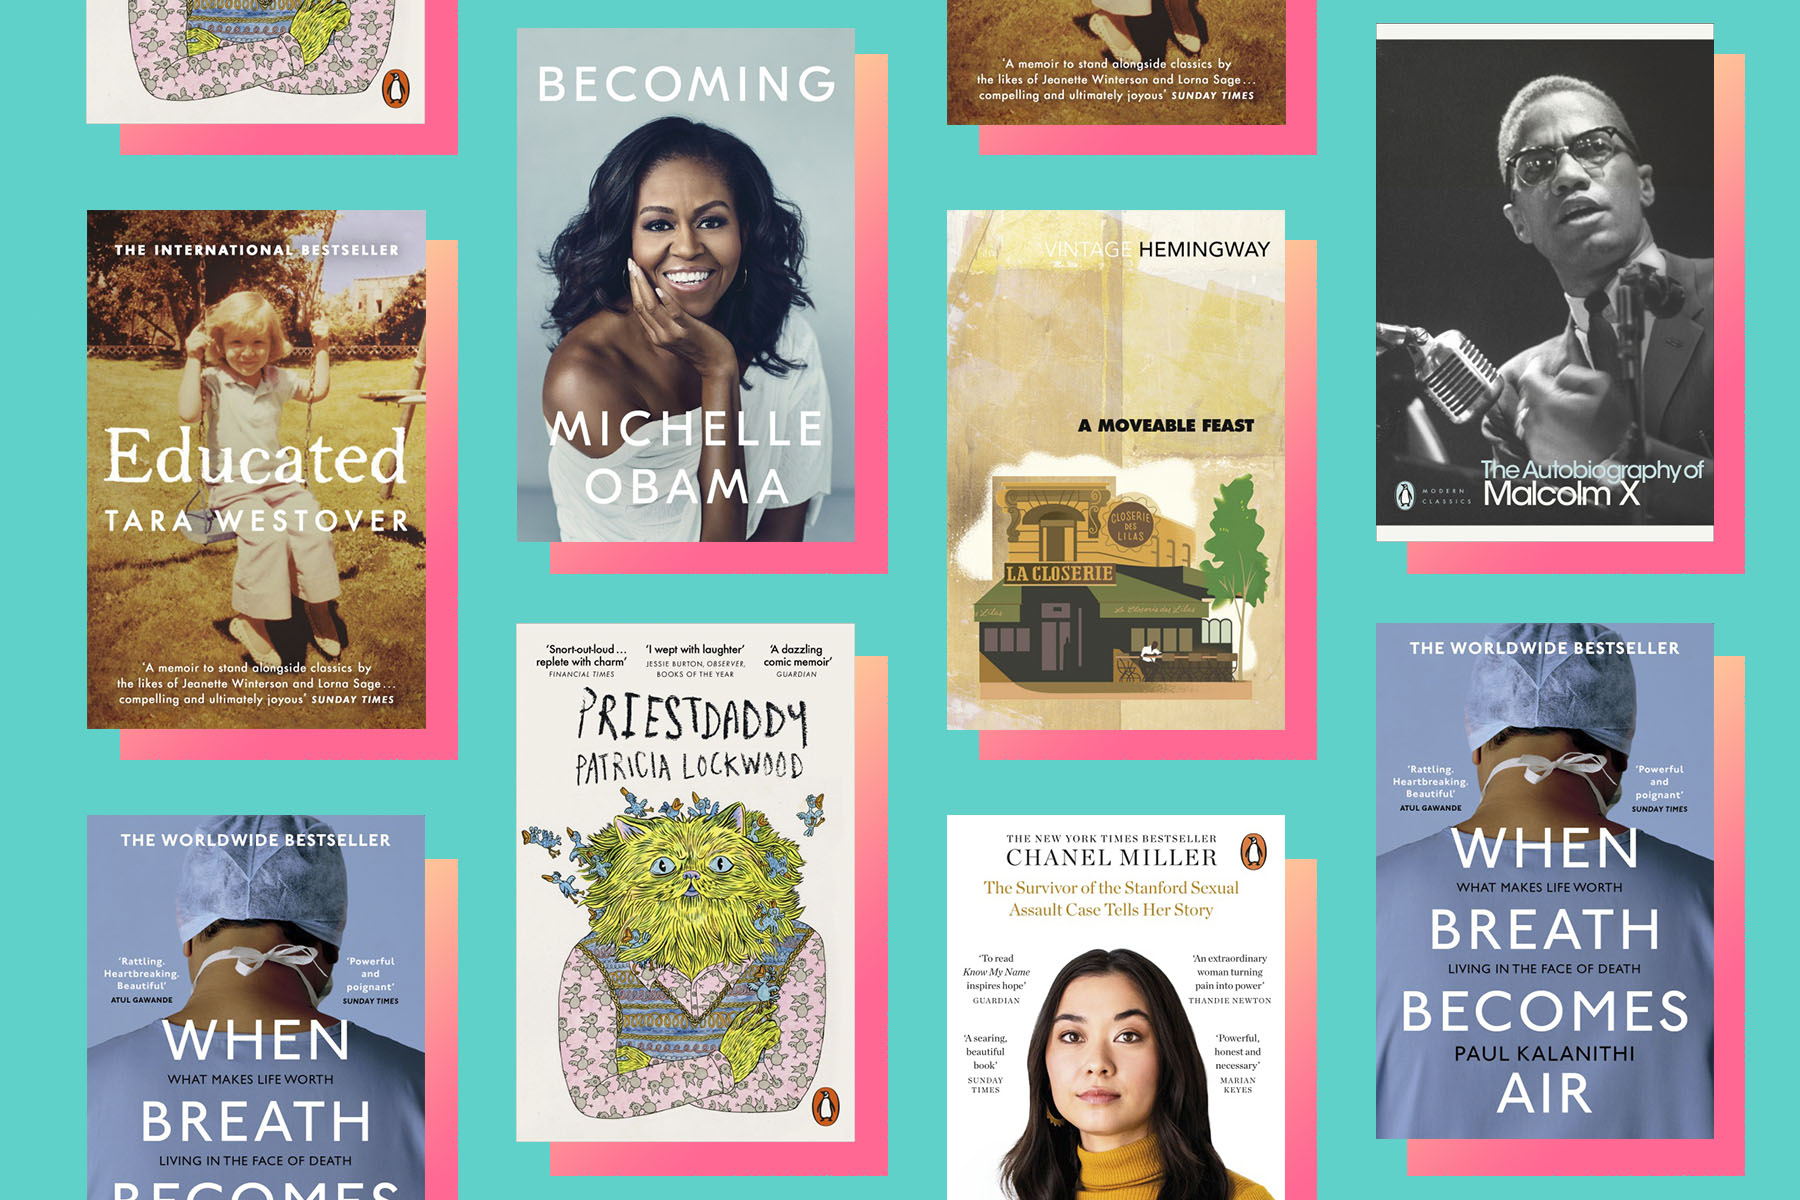 THE INTERNATIONAL BESTSELLER
Educated
TARA WESTOVER
'A memoir to stand alongside classics by
the likes of Jeanette Winterson and Lorna Sage...
compelling and ultimately joyous' SUNDAY TIMES
THE WORLDWIDE BESTSELLER
'Rattling.
Heartbreaking.
Beautiful'
ATUL GAWANDE
'Powerful
and
poignant'
SUNDAY TIMES
WHEN
WHAT MAKES LIFE WORTH
BREATH
LIVING IN THE FACE OF DEATH
BECOMES
BECOMING
MICHELLE
OBAMA
'Snort-out-loud...
replete with charm'
FINANCIAL TIMES
'I wept with laughter'
JESSIE BURTON, OBSERVER,
BOOKS OF THE YEAR
'A dazzling
comic memoir'
GUARDIAN
PRIESTDADDY
PATRICIA LOCKWOOD
'A memoir to stand alongside classics by
the likes of Jeanette Winterson and Lorna Sage...
compelling and ultimately joyous' SUNDAY TIMES
VINTAGE HEMINGWAY
A MOVEABLE FEAST
CLOSERIE
DES
LILAS
LA CLOSERIE
Lilas
La Closerie des Lilas
THE NEW YORK TIMES BESTSELLER
CHANEL MILLER
The Survivor of the Stanford Sexual
Assault Case Tells Her Story
'To read
Know My Name
inspires hope'
GUARDIAN
'An extraordinary
woman turning
pain into power'
THANDIE NEWTON
'A searing,
beautiful
book'
SUNDAY
TIMES
'Powerful,
honest and
necessary'
MARIAN
KEYES
The Autobiography of
Malcolm X
MODERN
CLASSICS
THE WORLDWIDE BESTSELLER
'Rattling.
Heartbreaking.
Beautiful'
ATUL GAWANDE
'Powerful
and
poignant'
SUNDAY TIMES
WHEN
WHAT MAKES LIFE WORTH
BREATH
LIVING IN THE FACE OF DEATH
BECOMES
PAUL KALANITHI
AIR